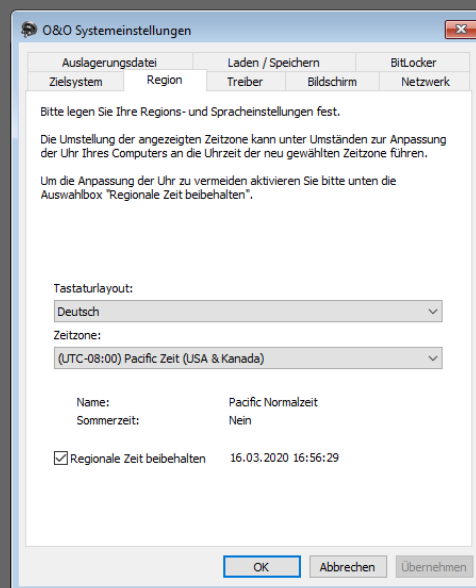 O&O Systemeinstellungen
Auslagerungsdatei Laden / Speichern BitLocker
Zielsystem Region Treiber Bildschirm Netzwerk
Bitte legen Sie Ihre Regions- und Spracheinstellungen fest.
Die Umstellung der angezeigten Zeitzone kann unter Umständen zur Anpassung
der Uhr Ihres Computers an die Uhrzeit der neu gewählten Zeitzone führen.
Um die Anpassung der Uhr zu vermeiden aktivieren Sie bitte unten die
Auswahlbox "Regionale Zeit beibehalten".
Tastaturlayout:
Deutsch
Zeitzone:
(UTC-08:00) Pacific Zeit (USA & Kanada)
Name: Pacific Normalzeit
Sommerzeit: Nein
Regionale Zeit beibehalten 16.03.2020 16:56:29
OK Abbrechen Übernehmen